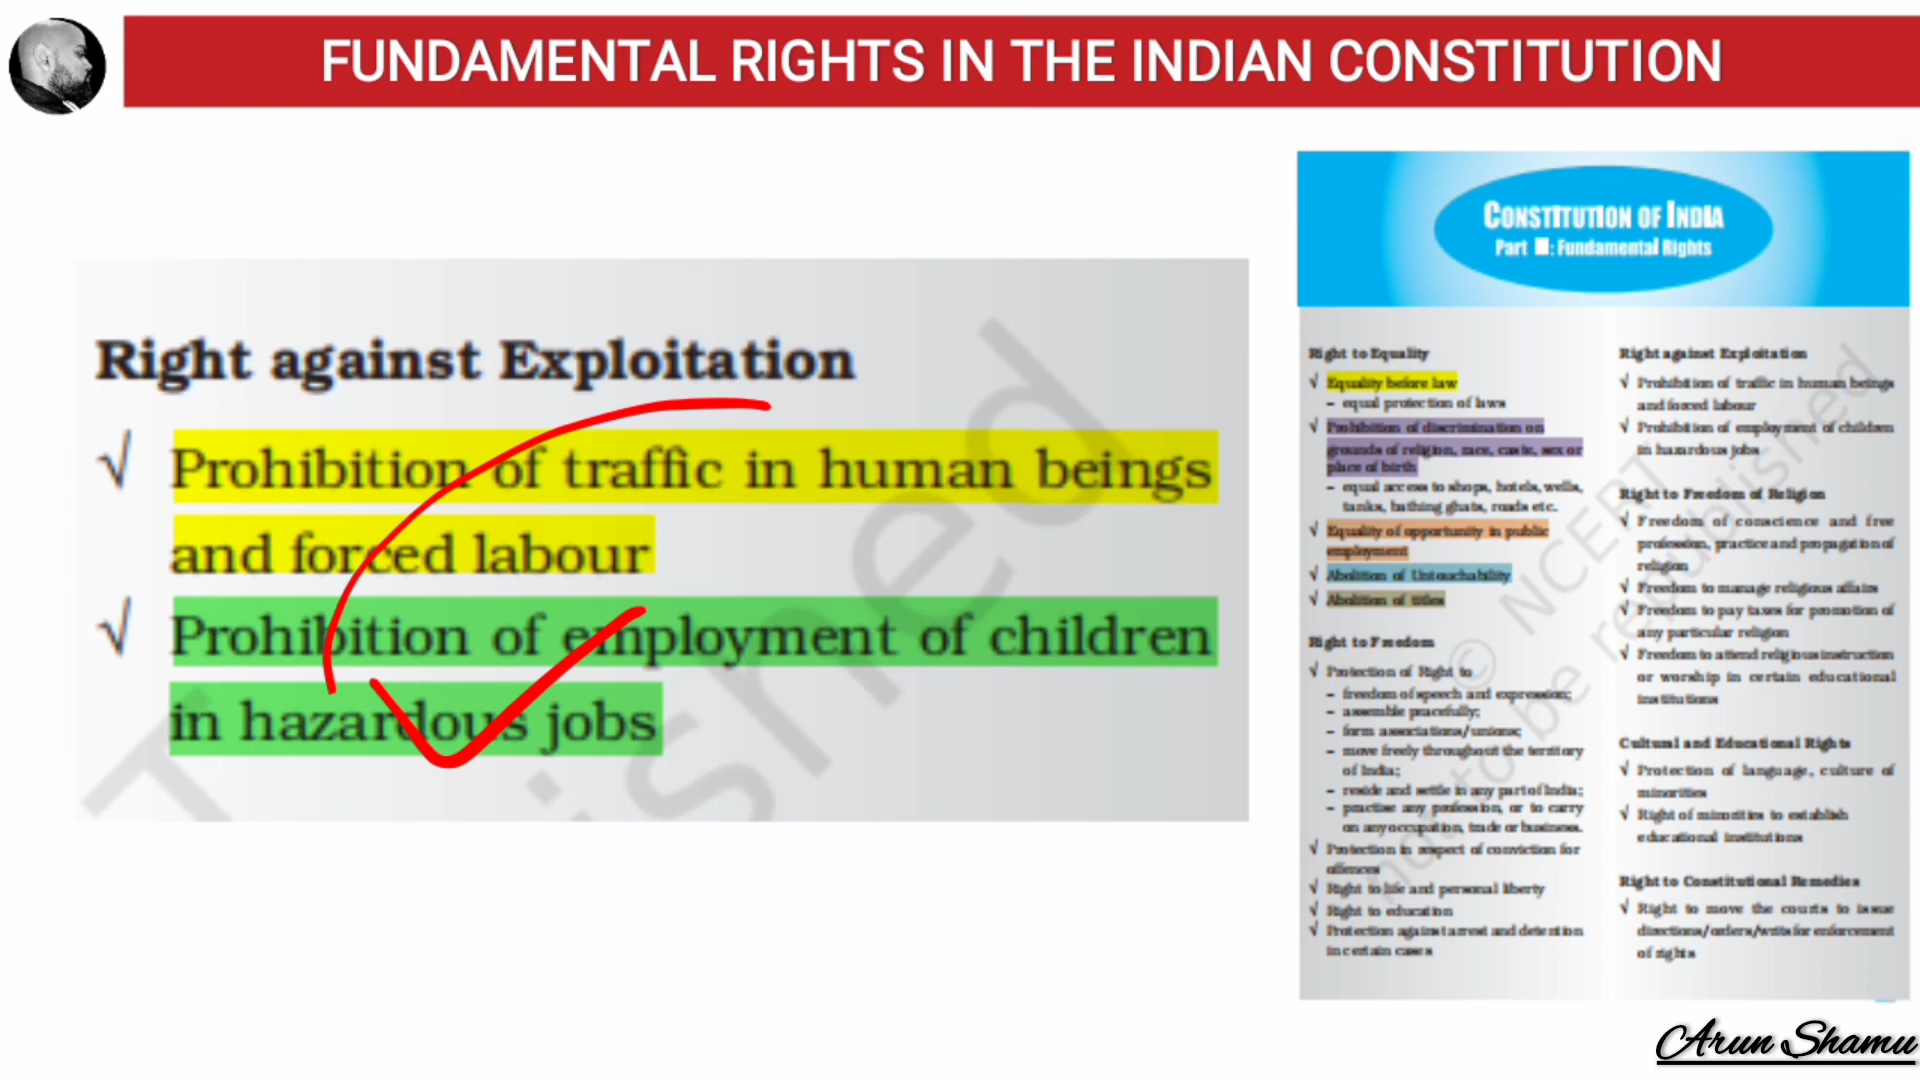 FUNDAMENTAL RIGHTS IN THE INDIAN CONSTITUTION
Right against Exploitation
√ Prohibition of traffic in human beings
and forced labour
√ Prohibition of employment of children
in hazardous jobs
CONSTITUTION OF INDIA
Part : Fundamental Rights
Right to Equality
√ Equality before law
– equal protection of laws
√ Prohibition of discrimination on
grounds of religion, race, caste, sex or
place of birth
– equal access to shops, hotels, wells,
tanks, bathing ghats, roads etc.
√ Equality of opportunity in public
employment
√ Abolition of Untouchability
√ Abolition of titles
Right to Freedom
√ Protection of Right to
– freedom of speech and expression;
– assemble peacefully;
– form associations/unions;
– move freely throughout the territory
of India;
– reside and settle in any part of India;
– practise any profession, or to carry
on any occupation, trade or business.
√ Protection in respect of conviction for
offences
√ Right to life and personal liberty
√ Right to education
√ Protection against arrest and detention
in certain cases
Right against Exploitation
√ Prohibition of traffic in human beings
and forced labour
√ Prohibition of employment of children
in hazardous jobs
Right to Freedom of Religion
√ Freedom of conscience and free
profession, practice and propagation of
religion
√ Freedom to manage religious affairs
√ Freedom to pay taxes for promotion of
any particular religion
√ Freedom to attend religious instruction
or worship in certain educational
institutions
Cultural and Educational Rights
√ Protection of language, culture of
minorities
√ Right of minorities to establish
educational institutions
Right to Constitutional Remedies
√ Right to move the courts to issue
directions/orders/writs for enforcement
of rights
© NCERT
not to be republished
Arun Shamu